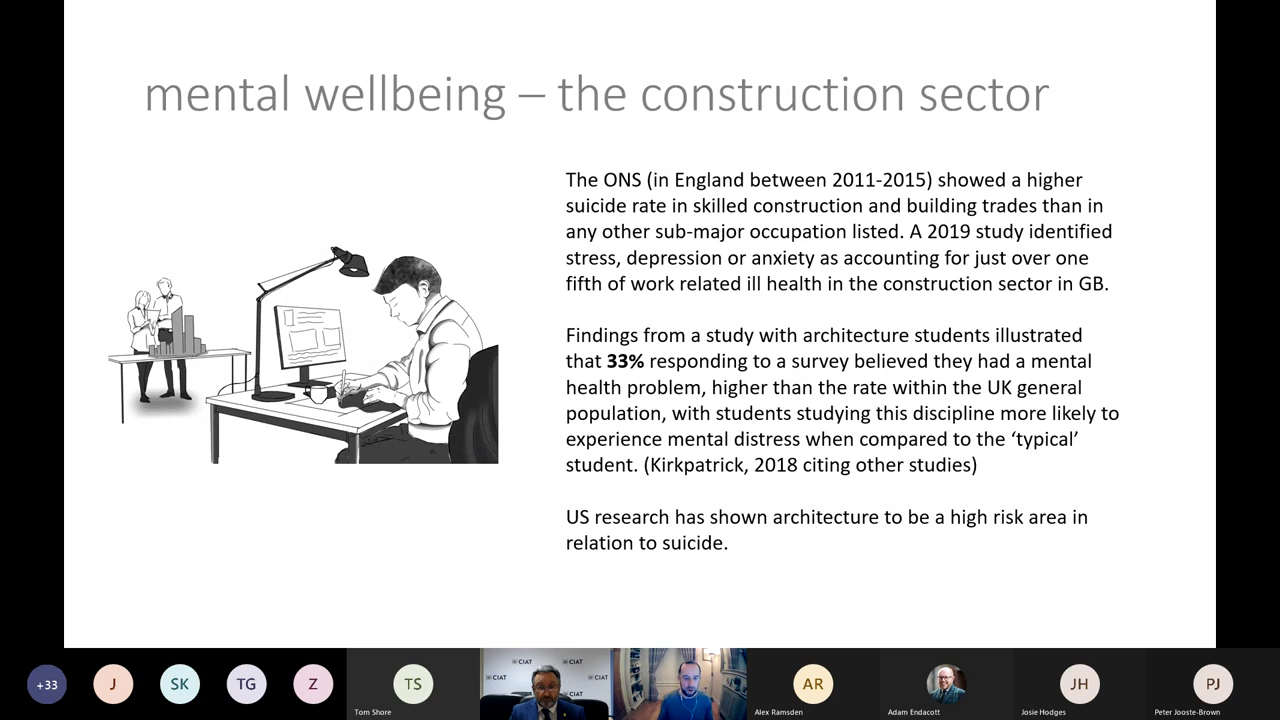 mental wellbeing – the construction sector
The ONS (in England between 2011-2015) showed a higher
suicide rate in skilled construction and building trades than in
any other sub-major occupation listed. A 2019 study identified
stress, depression or anxiety as accounting for just over one
fifth of work related ill health in the construction sector in GB.
Findings from a study with architecture students illustrated
that 33% responding to a survey believed they had a mental
health problem, higher than the rate within the UK general
population, with students studying this discipline more likely to
experience mental distress when compared to the ‘typical’
student. (Kirkpatrick, 2018 citing other studies)
US research has shown architecture to be a high risk area in
relation to suicide.
+33
J
SK
TG
Z
TS
Tom Shore
CIAT
CIAT
CIAT
CIAT
CIAT
AR
Alex Ramsden
Adam Endacott
JH
Josie Hodges
PJ
Peter Jooste-Brown